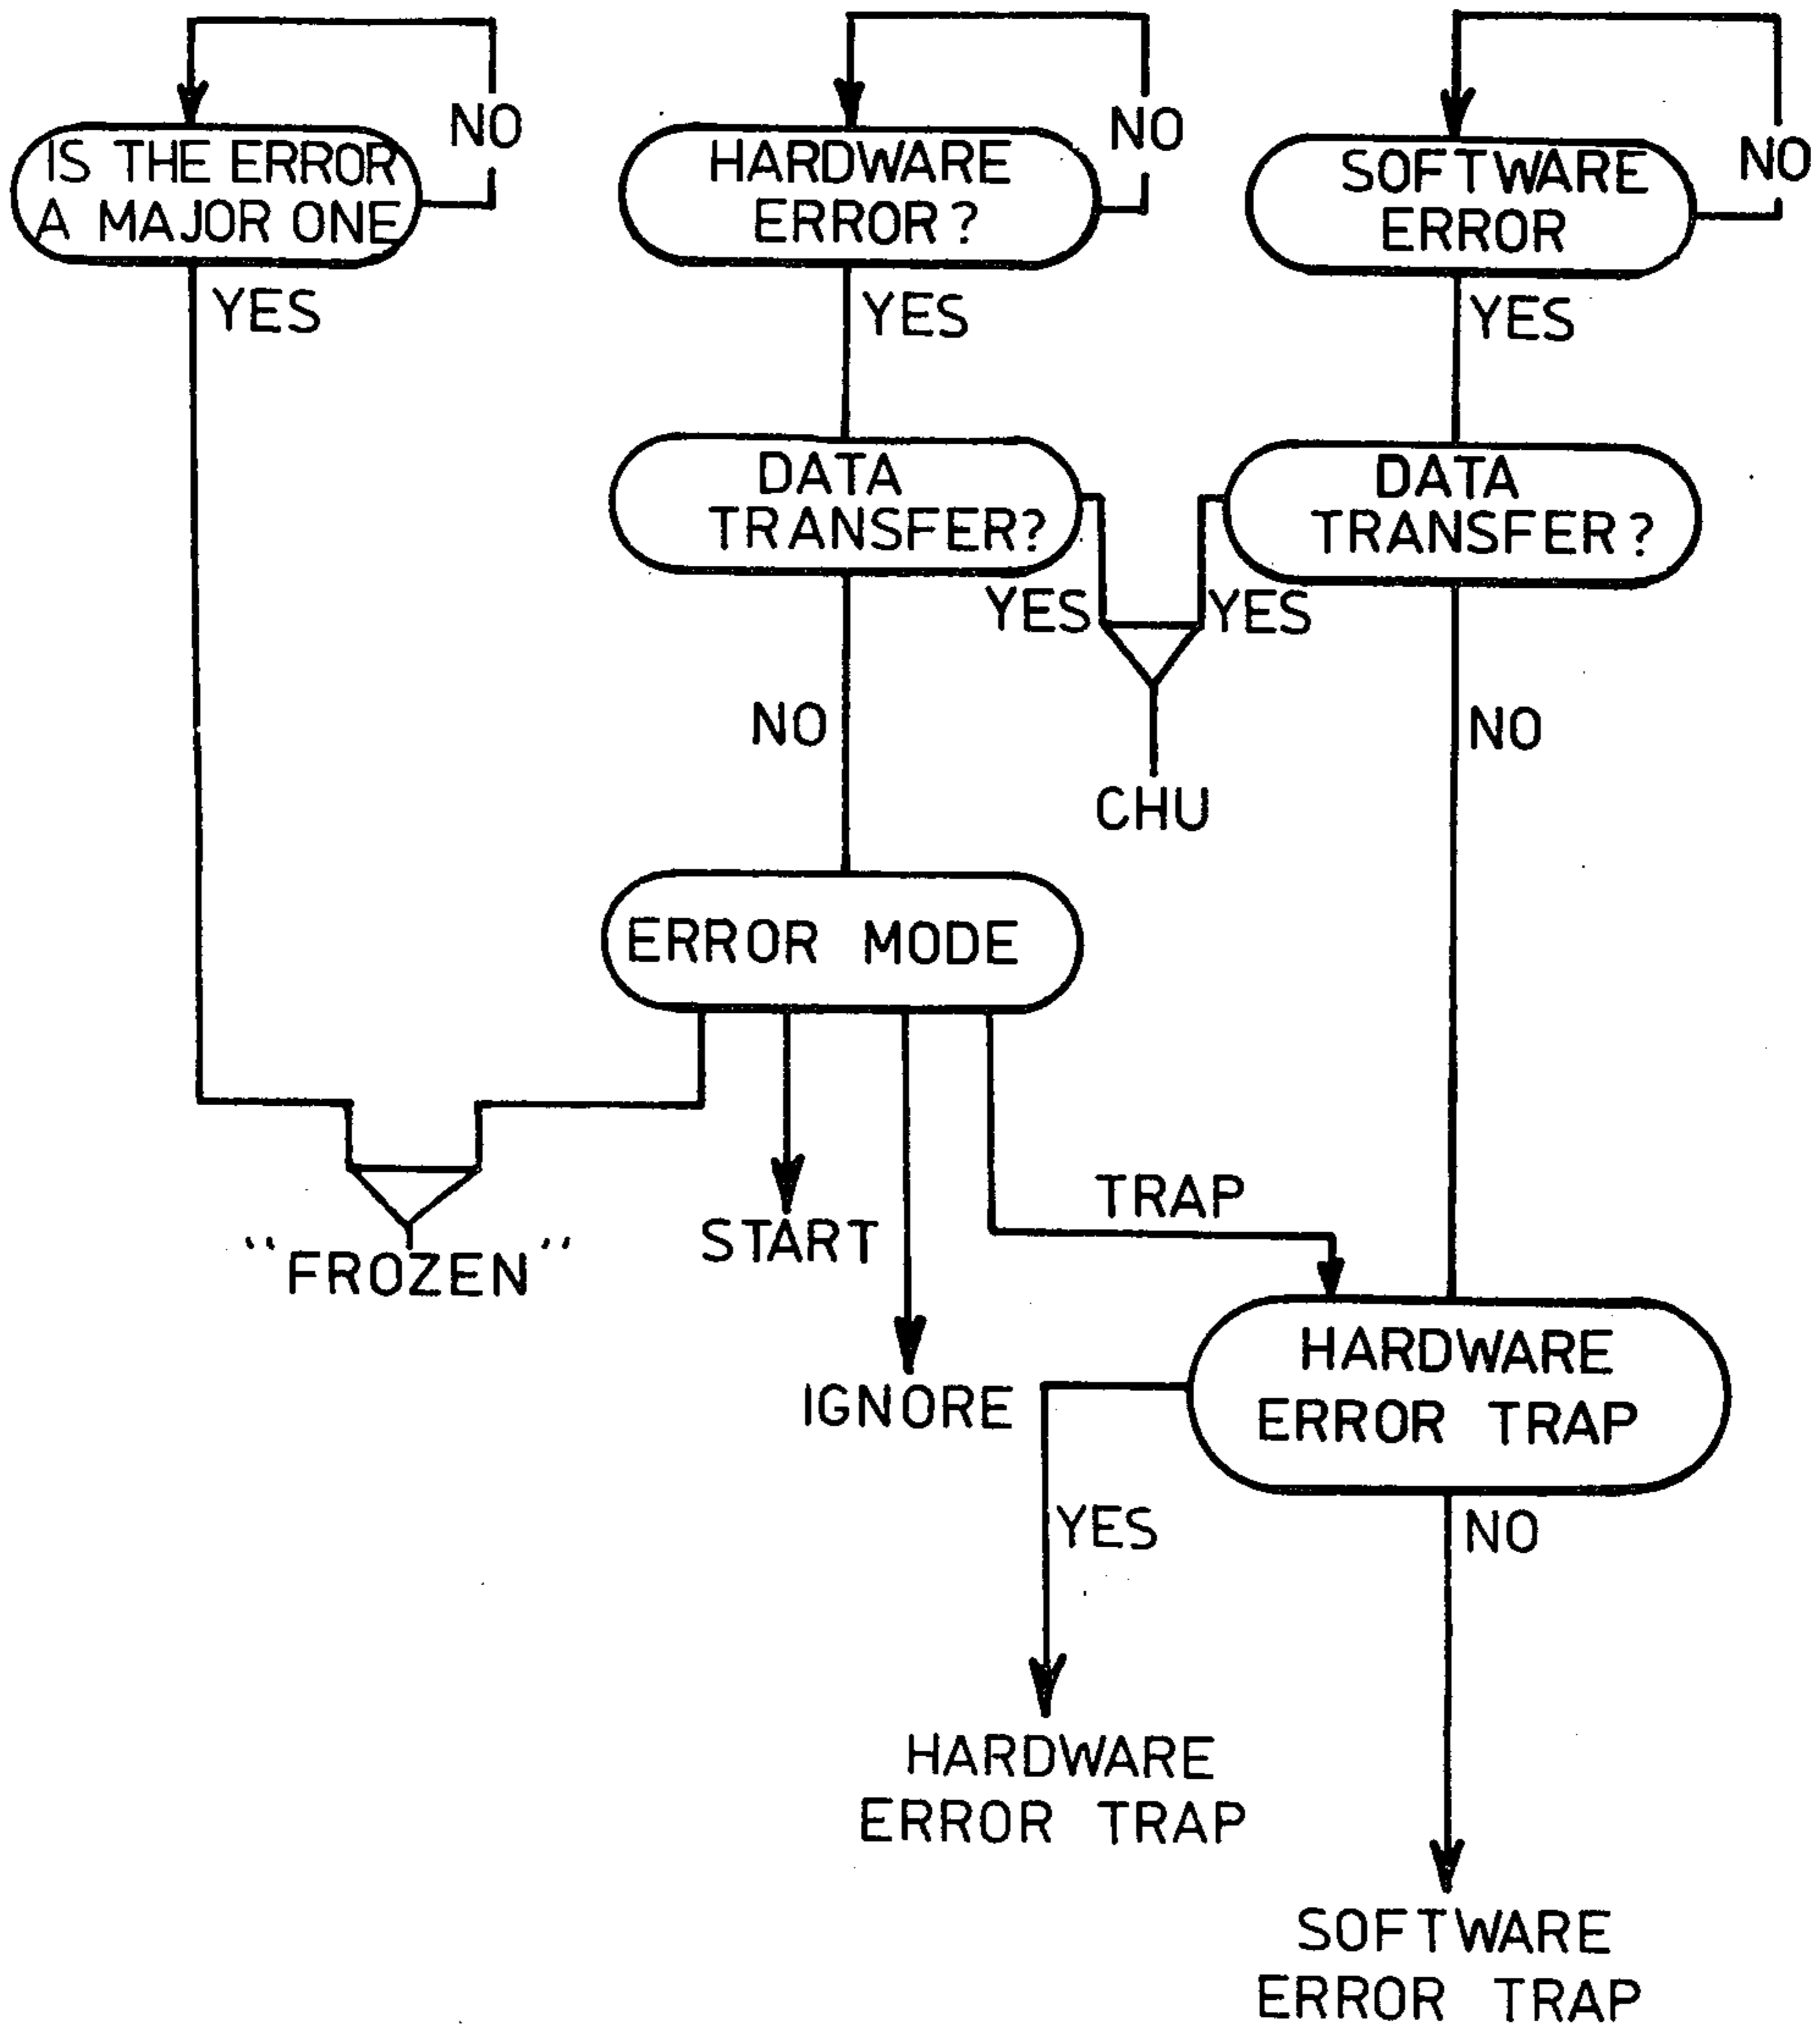 NO
IS THE ERROR
A MAJOR ONE
YES
NO
HARDWARE
ERROR?
YES
NO
SOFTWARE
ERROR
YES
DATA
TRANSFER?
YES
NO
DATA
TRANSFER?
YES
NO
CHU
ERROR MODE
"FROZEN"
START
IGNORE
TRAP
HARDWARE
ERROR TRAP
YES
NO
HARDWARE
ERROR TRAP
SOFTWARE
ERROR TRAP